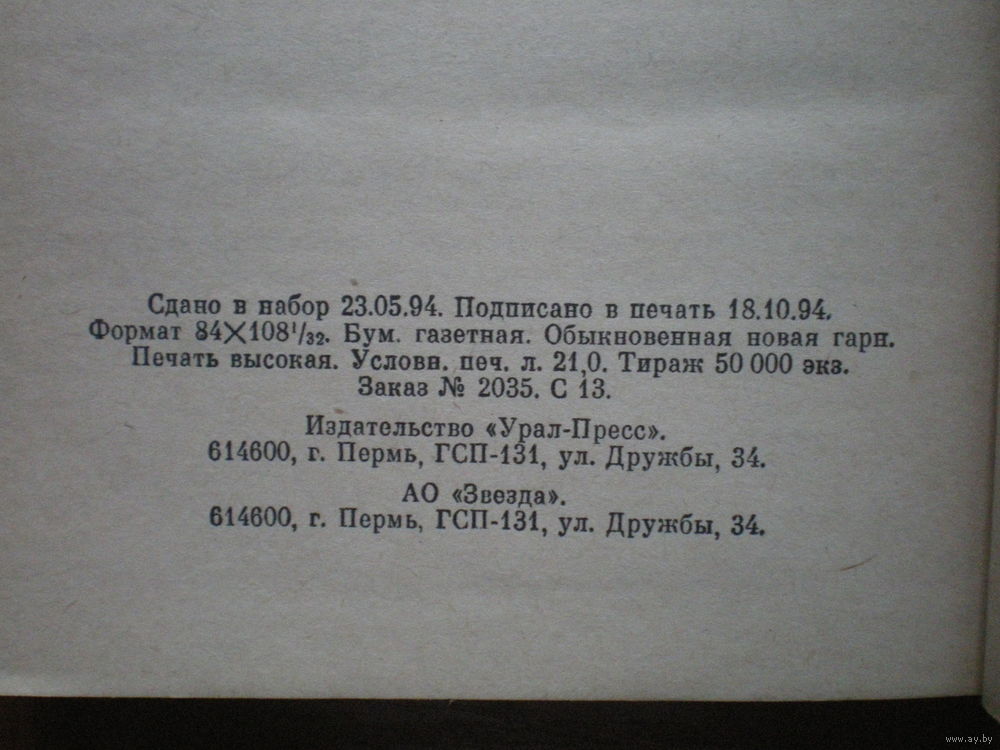 Сдано в набор 23.05.94. Подписано в печать 18.10.94.
Формат 84×108¹/₃₂. Бум. газетная. Обыкновенная новая гарн.
Печать высокая. Условн. печ. л. 21,0. Тираж 50 000 экз.
Заказ № 2035. С 13.
Издательство «Урал-Пресс».
614600, г. Пермь, ГСП-131, ул. Дружбы, 34.
АО «Звезда».
614600, г. Пермь, ГСП-131, ул. Дружбы, 34.
www.ay.by